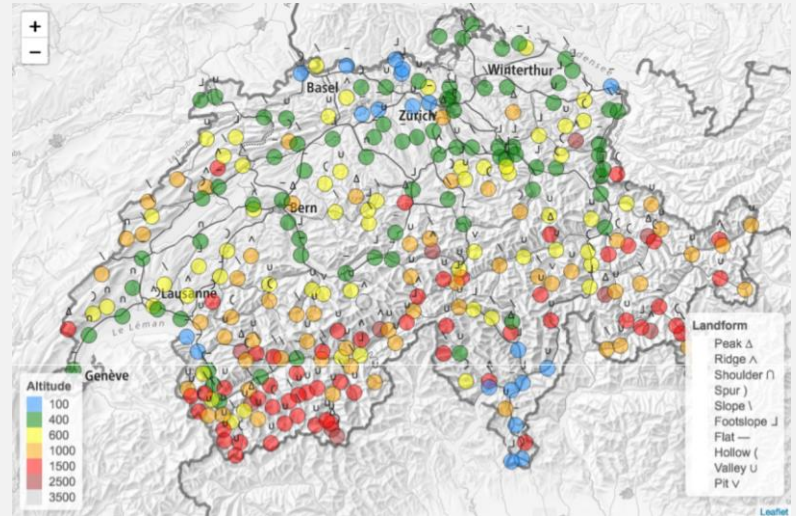 +
−
Basel
Winterthur
Zürich
Bern
Lausanne
Le Léman
Genève
Altitude
100
400
600
1000
1500
2500
3500
Landform
Peak Δ
Ridge ʌ
Shoulder ∩
Spur )
Slope \
Footslope ┘
Flat —
Hollow (
Valley ∪
Pit ∨
Leaflet